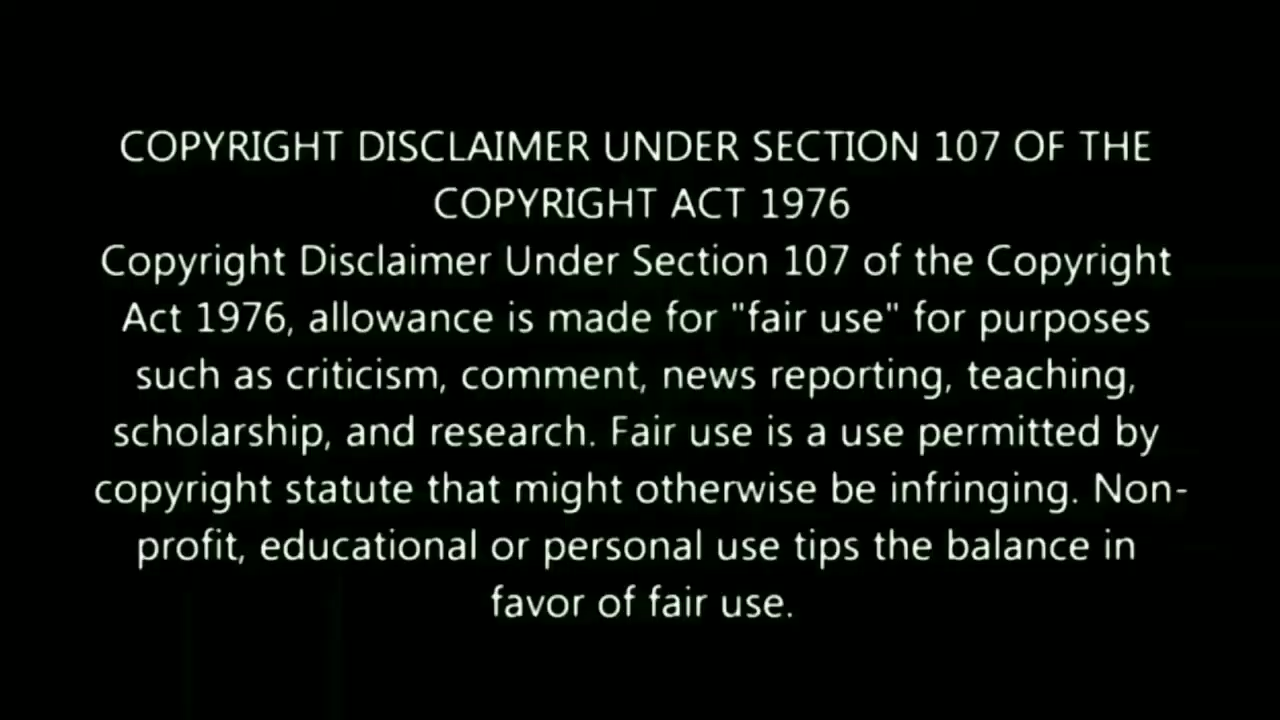 COPYRIGHT DISCLAIMER UNDER SECTION 107 OF THE
COPYRIGHT ACT 1976
Copyright Disclaimer Under Section 107 of the Copyright
Act 1976, allowance is made for "fair use" for purposes
such as criticism, comment, news reporting, teaching,
scholarship, and research. Fair use is a use permitted by
copyright statute that might otherwise be infringing. Non-
profit, educational or personal use tips the balance in
favor of fair use.